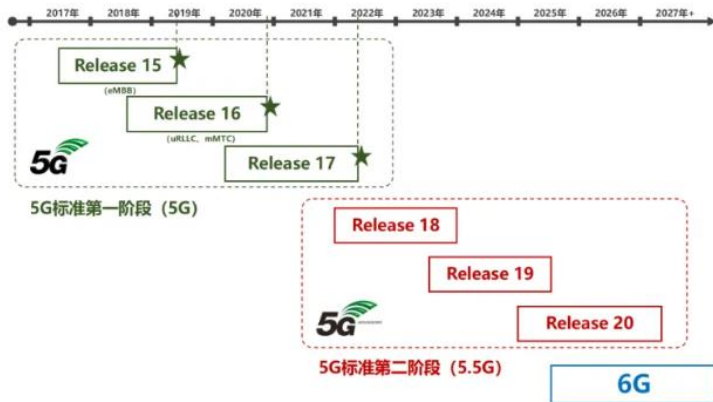 2017年 2018年 2019年 2020年 2021年 2022年 2023年 2024年 2025年 2026年 2027年+
Release 15
(eMBB)
Release 16
(uRLLC、mMTC)
5G
Release 17
5G标准第一阶段（5G）
Release 18
Release 19
5G
Release 20
5G标准第二阶段（5.5G）
6G